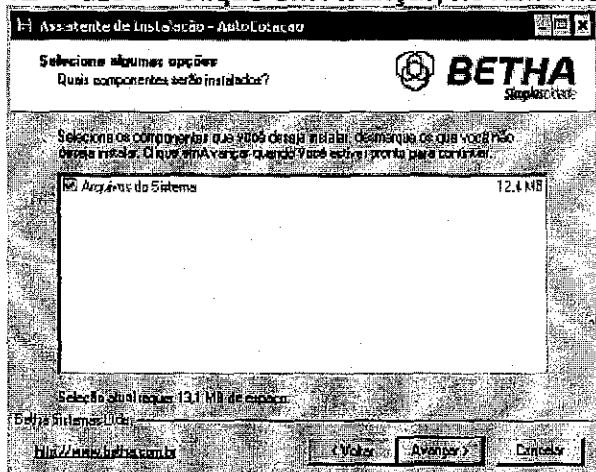 Assistente de Instalação - AutoCotação
Selecione algumas opções
Quais componentes serão instalados?
BETHA
Simplicidade
Selecione os componentes que você deseja instalar, desmarque os que você não
deseja instalar. Clique em Avançar quando Você estiver pronto para continuar.
Arquivos do Sistema 12,4 MB
Seleção atual requer 13,1 MB de espaço
Betha Sistemas Ltda.
http://www.betha.com.br
< Voltar Avançar > Cancelar